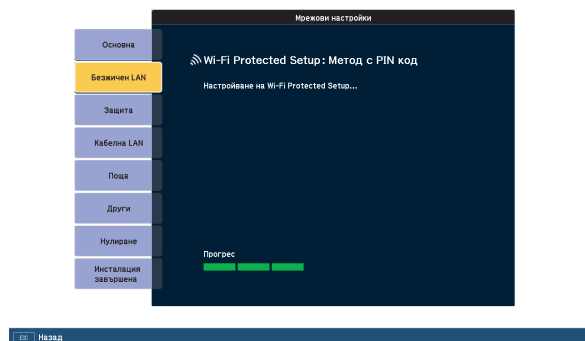 Мрежови настройки
Основна
Безжичен LAN
Защита
Кабелна LAN
Поща
Други
Нулиране
Инсталация
завършена
Wi-Fi Protected Setup: Метод с PIN код
Настройване на Wi-Fi Protected Setup...
Прогрес
ESC Назад